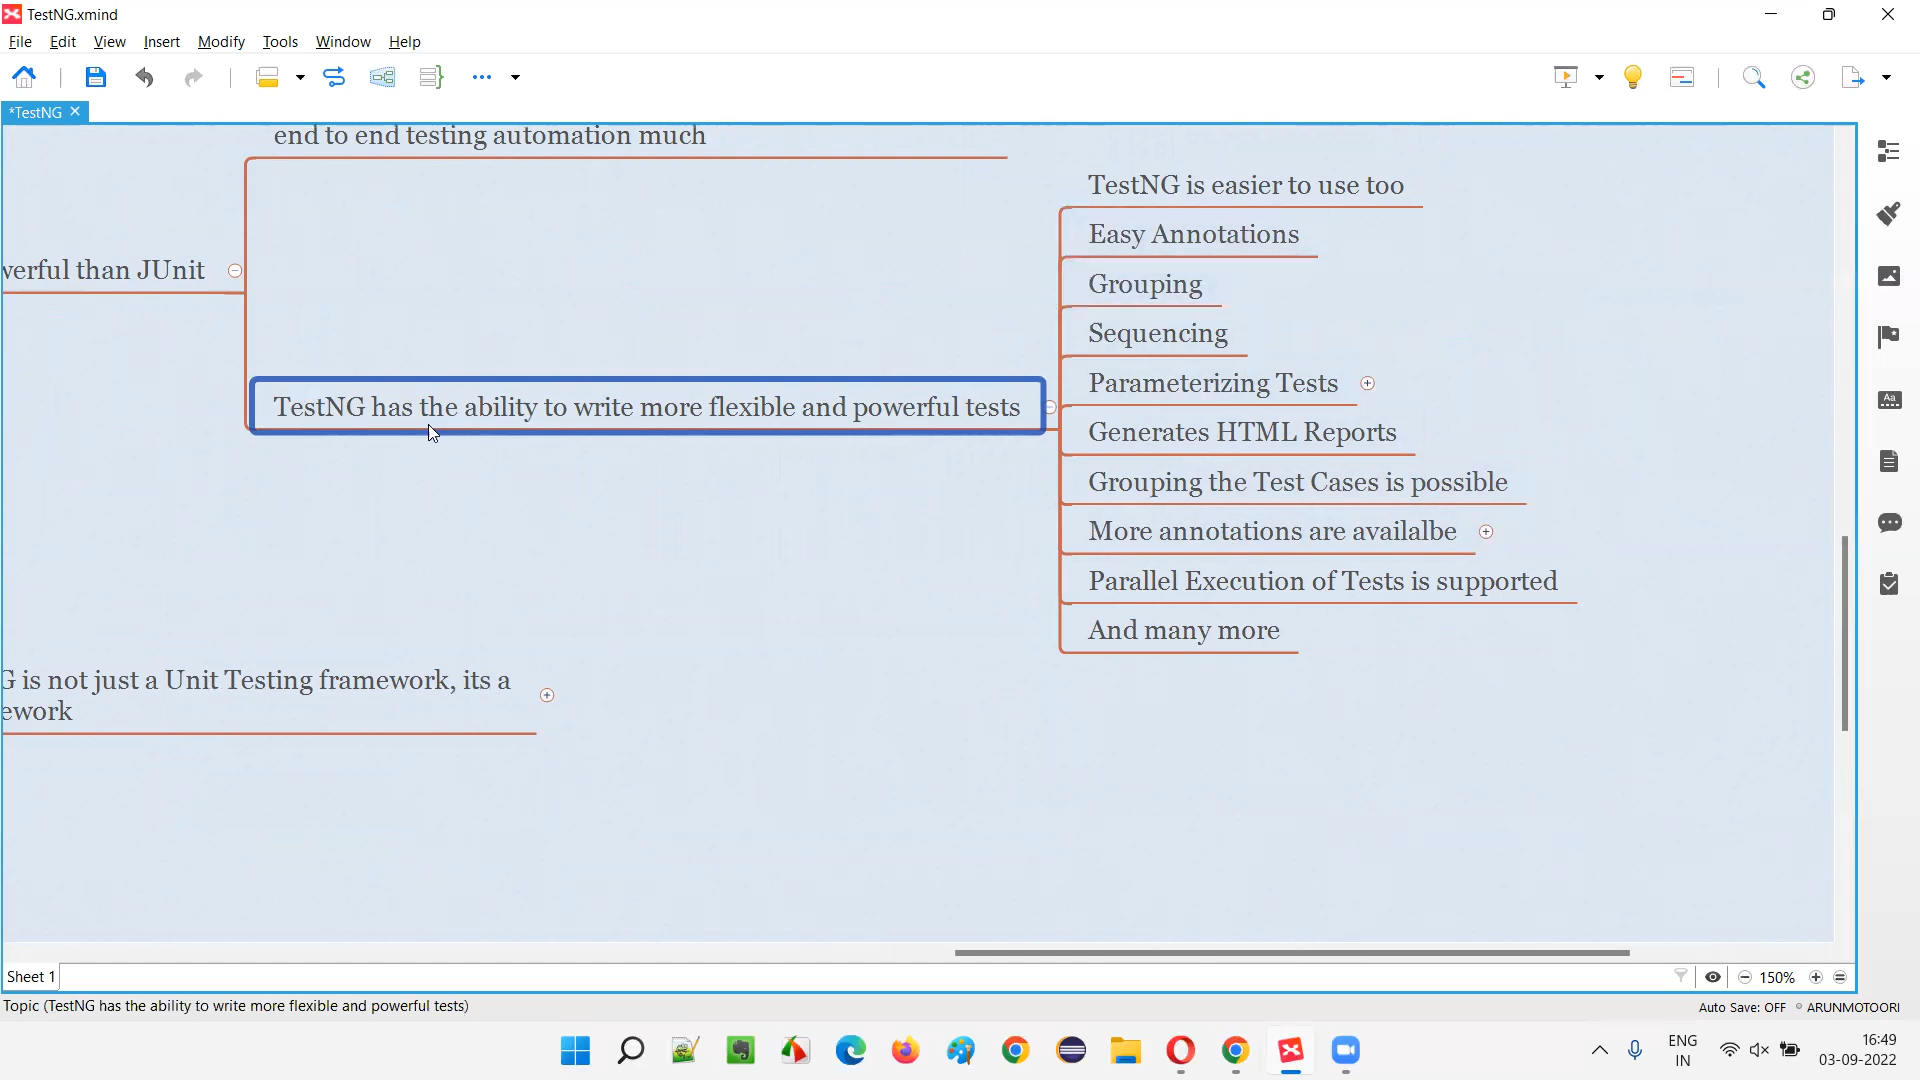 TestNG.xmind
File Edit View Insert Modify Tools Window Help
*TestNG
end to end testing automation much
verful than JUnit
TestNG has the ability to write more flexible and powerful tests
TestNG is easier to use too
Easy Annotations
Grouping
Sequencing
Parameterizing Tests
Generates HTML Reports
Grouping the Test Cases is possible
More annotations are availalbe
Parallel Execution of Tests is supported
And many more
G is not just a Unit Testing framework, its a
ework
Aa
Sheet 1
150%
Topic (TestNG has the ability to write more flexible and powerful tests)
Auto Save: OFF
ARUNMOTOORI
ENG
IN
16:49
03-09-2022